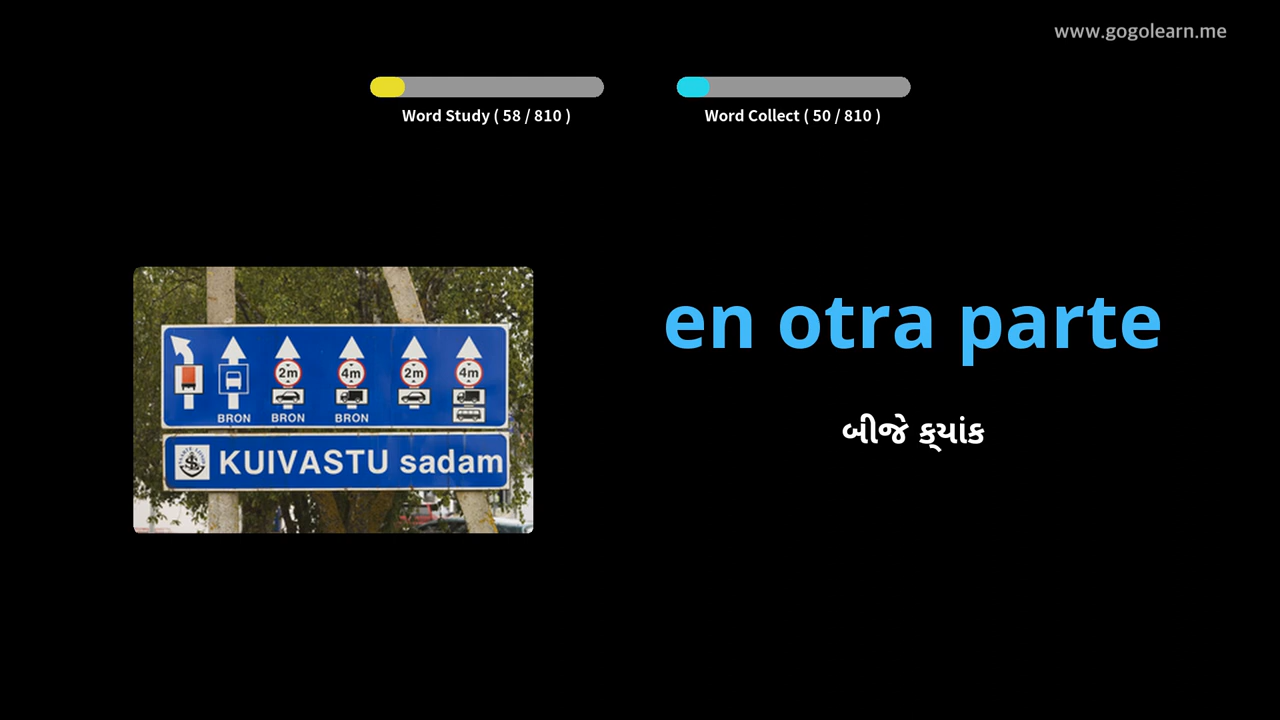 www.gogolearn.me
Word Study ( 58 / 810 )
Word Collect ( 50 / 810 )
en otra parte
બીજે ક્યાંક
2m 4m 2m 4m
BRON BRON BRON
KUIVASTU sadam